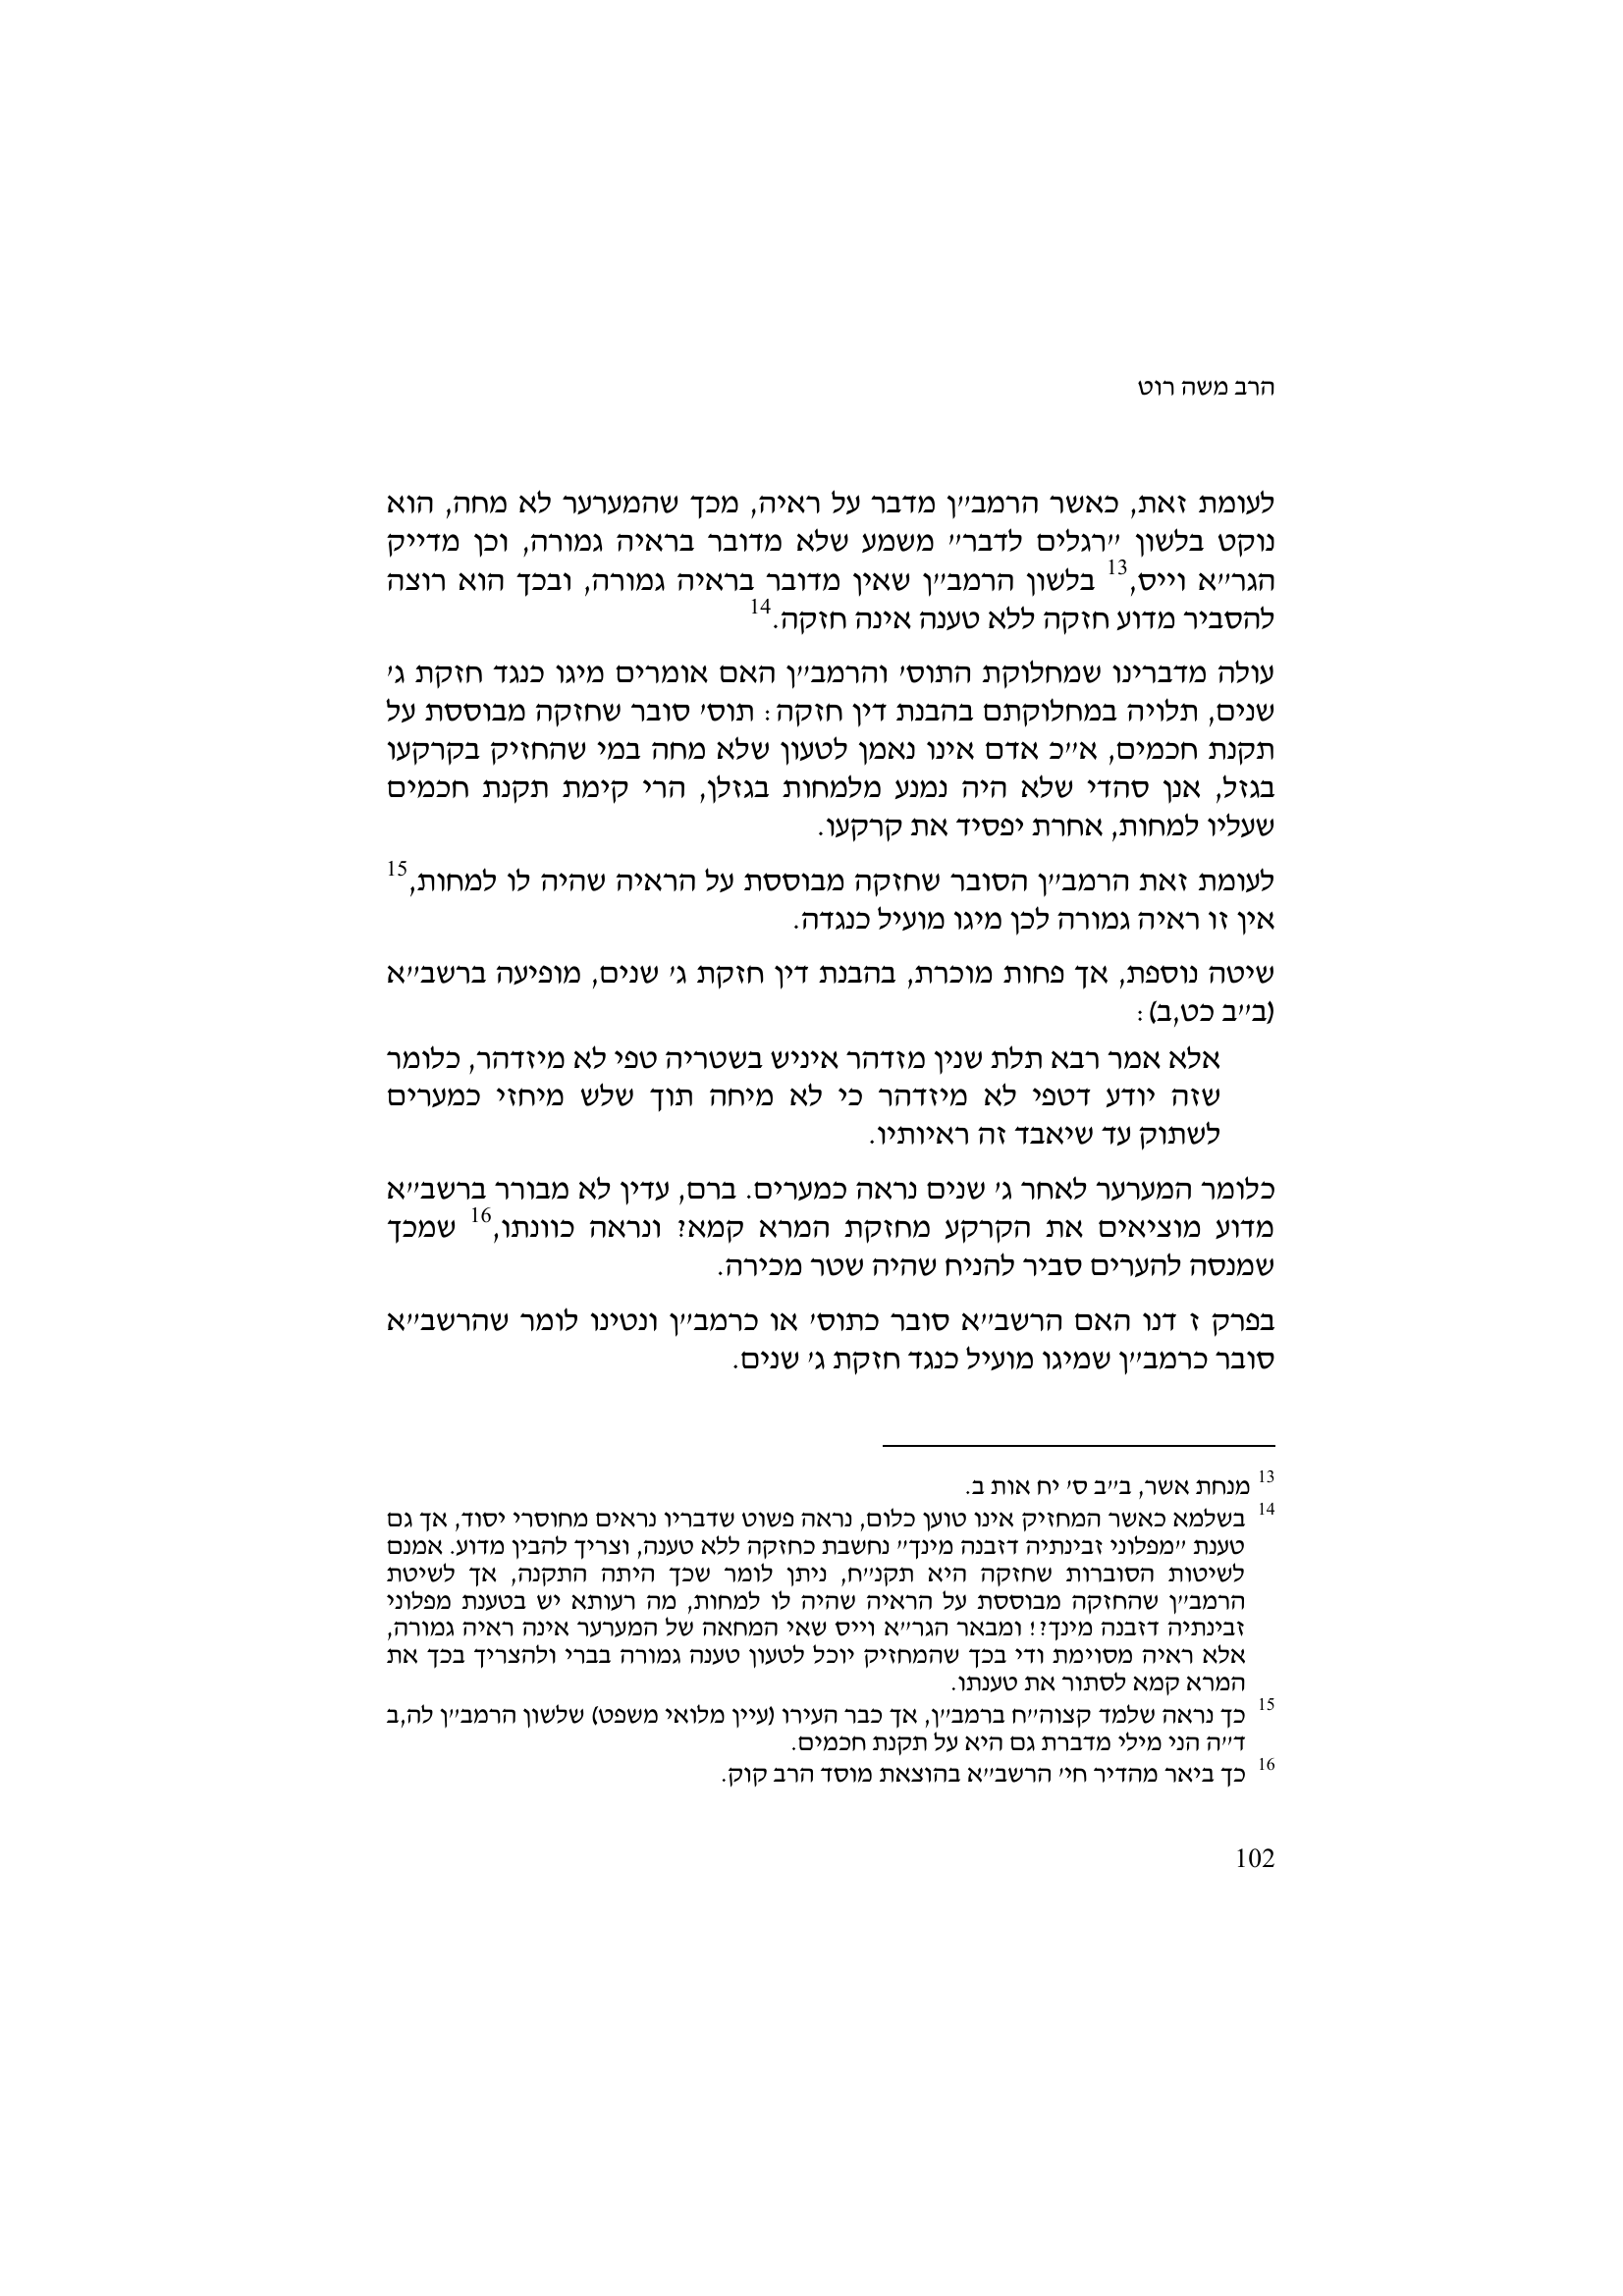 הרב משה רוט
לעומת זאת, כאשר הרמב״ן מדבר על ראיה, מכך שהמערער לא מחה, הוא
נוקט בלשון ״רגלים לדבר״ משמע שלא מדובר בראיה גמורה, וכן מדייק
הגר״א וייס,13 בלשון הרמב״ן שאין מדובר בראיה גמורה, ובכך הוא רוצה
להסביר מדוע חזקה ללא טענה אינה חזקה.14
עולה מדברינו שמחלוקת התוס׳ והרמב״ן האם אומרים מיגו כנגד חזקת ג׳
שנים, תלויה במחלוקתם בהבנת דין חזקה: תוס׳ סובר שחזקה מבוססת על
תקנת חכמים, א״כ אדם אינו נאמן לטעון שלא מחה במי שהחזיק בקרקעו
בגזל, אנן סהדי שלא היה נמנע מלמחות בגזלן, הרי קימת תקנת חכמים
שעליו למחות, אחרת יפסיד את קרקעו.
לעומת זאת הרמב״ן הסובר שחזקה מבוססת על הראיה שהיה לו למחות,15
אין זו ראיה גמורה לכן מיגו מועיל כנגדה.
שיטה נוספת, אך פחות מוכרת, בהבנת דין חזקת ג׳ שנים, מופיעה ברשב״א
(ב״ב כט,ב):
אלא אמר רבא תלת שנין מזדהר איניש בשטריה טפי לא מיזדהר, כלומר
שזה יודע דטפי לא מיזדהר כי לא מיחה תוך שלש מיחזי כמערים
לשתוק עד שיאבד זה ראיותיו.
כלומר המערער לאחר ג׳ שנים נראה כמערים. ברם, עדין לא מבורר ברשב״א
מדוע מוציאים את הקרקע מחזקת המרא קמא? ונראה כוונתו,16 שמכך
שמנסה להערים סביר להניח שהיה שטר מכירה.
בפרק ז דנו האם הרשב״א סובר כתוס׳ או כרמב״ן ונטינו לומר שהרשב״א
סובר כרמב״ן שמיגו מועיל כנגד חזקת ג׳ שנים.
13 מנחת אשר, ב״ב ס׳ יח אות ב.
14 בשלמא כאשר המחזיק אינו טוען כלום, נראה פשוט שדבריו נראים מחוסרי יסוד, אך גם
טענת ״מפלוני זבינתיה דזבנה מינך״ נחשבת כחזקה ללא טענה, וצריך להבין מדוע. אמנם
לשיטות הסוברות שחזקה היא תקנ״ח, ניתן לומר שכך היתה התקנה, אך לשיטת
הרמב״ן שהחזקה מבוססת על הראיה שהיה לו למחות, מה רעותא יש בטענת מפלוני
זבינתיה דזבנה מינך?! ומבאר הגר״א וייס שאי המחאה של המערער אינה ראיה גמורה,
אלא ראיה מסוימת ודי בכך שהמחזיק יוכל לטעון טענה גמורה בברי ולהצריך בכך את
המרא קמא לסתור את טענתו.
15 כך נראה שלמד קצוה״ח ברמב״ן, אך כבר העירו (עיין מלואי משפט) שלשון הרמב״ן לה,ב
ד״ה הני מילי מדברת גם היא על תקנת חכמים.
16 כך ביאר מהדיר חי׳ הרשב״א בהוצאת מוסד הרב קוק.
102